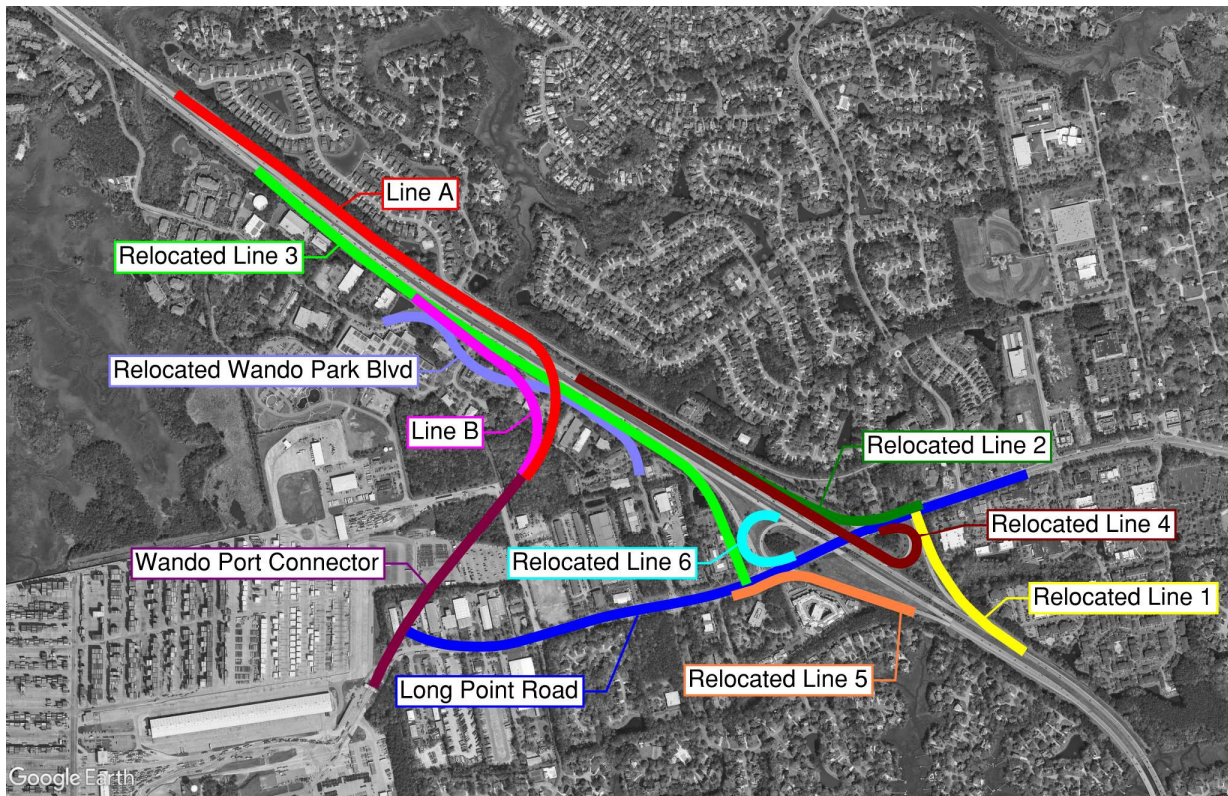 Line A
Relocated Line 3
Relocated Wando Park Blvd
Line B
Relocated Line 2
Relocated Line 4
Wando Port Connector
Relocated Line 6
Relocated Line 1
Relocated Line 5
Long Point Road
Google Earth